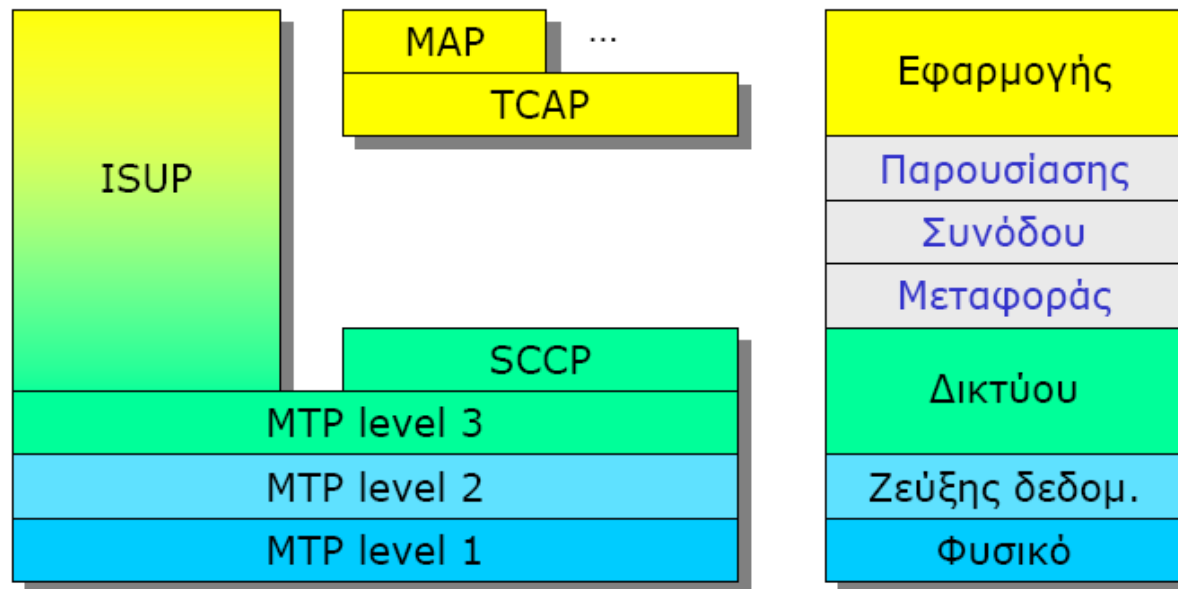 MAP
...
TCAP
ISUP
SCCP
MTP level 3
MTP level 2
MTP level 1
Εφαρμογής
Παρουσίασης
Συνόδου
Μεταφοράς
Δικτύου
Ζεύξης δεδομ.
Φυσικό